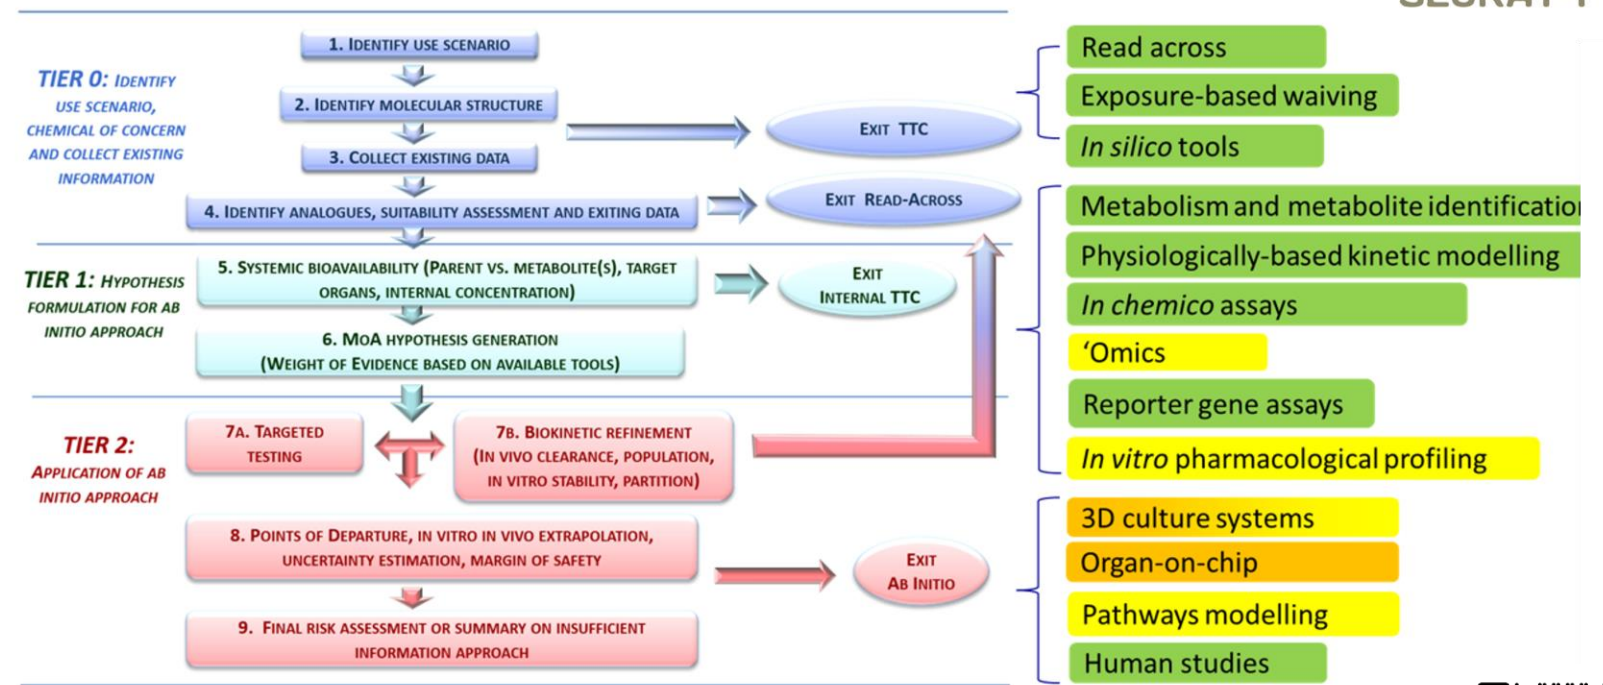 1. IDENTIFY USE SCENARIO
TIER 0: IDENTIFY
USE SCENARIO,
CHEMICAL OF CONCERN
AND COLLECT EXISTING
INFORMATION
2. IDENTIFY MOLECULAR STRUCTURE
3. COLLECT EXISTING DATA
4. IDENTIFY ANALOGUES, SUITABILITY ASSESSMENT AND EXITING DATA
EXIT TTC
EXIT READ-ACROSS
TIER 1: HYPOTHESIS
FORMULATION FOR AB
INITIO APPROACH
5. SYSTEMIC BIOAVAILABILITY (PARENT VS. METABOLITE(S), TARGET
ORGANS, INTERNAL CONCENTRATION)
EXIT
INTERNAL TTC
6. MOA HYPOTHESIS GENERATION
(WEIGHT OF EVIDENCE BASED ON AVAILABLE TOOLS)
TIER 2:
APPLICATION OF AB
INITIO APPROACH
7A. TARGETED
TESTING
7B. BIOKINETIC REFINEMENT
(IN VIVO CLEARANCE, POPULATION,
IN VITRO STABILITY, PARTITION)
8. POINTS OF DEPARTURE, IN VITRO IN VIVO EXTRAPOLATION,
UNCERTAINTY ESTIMATION, MARGIN OF SAFETY
EXIT
AB INITIO
9. FINAL RISK ASSESSMENT OR SUMMARY ON INSUFFICIENT
INFORMATION APPROACH
Read across
Exposure-based waiving
In silico tools
Metabolism and metabolite identification
Physiologically-based kinetic modelling
In chemico assays
‘Omics
Reporter gene assays
In vitro pharmacological profiling
3D culture systems
Organ-on-chip
Pathways modelling
Human studies